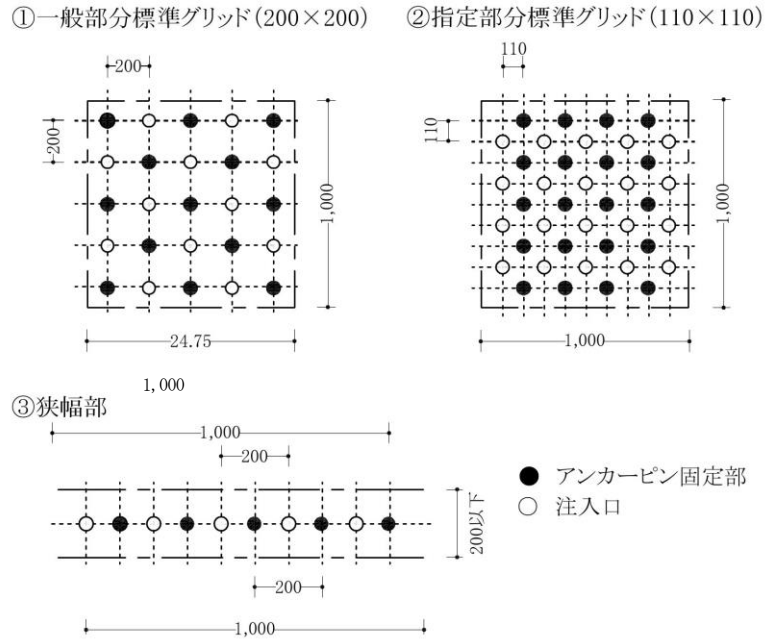 ①一般部分標準グリッド(200×200)
②指定部分標準グリッド(110×110)
200
200
1,000
24.75
1,000
110
110
1,000
1,000
③狭幅部
1,000
200
200以下
200
1,000
アンカーピン固定部
注入口